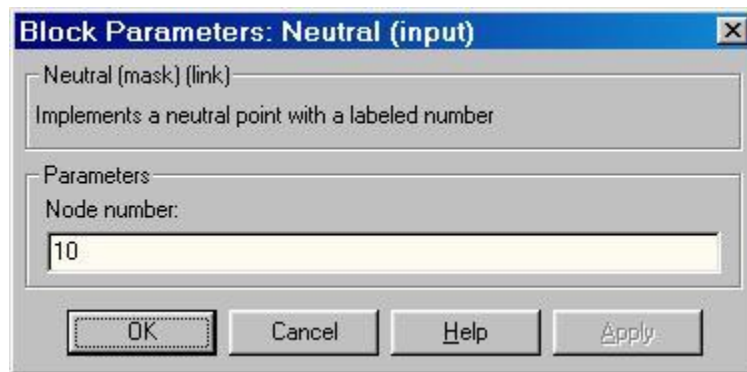 Block Parameters: Neutral (input)
Neutral (mask) (link)
Implements a neutral point with a labeled number
Parameters
Node number:
10
OK Cancel Help Apply